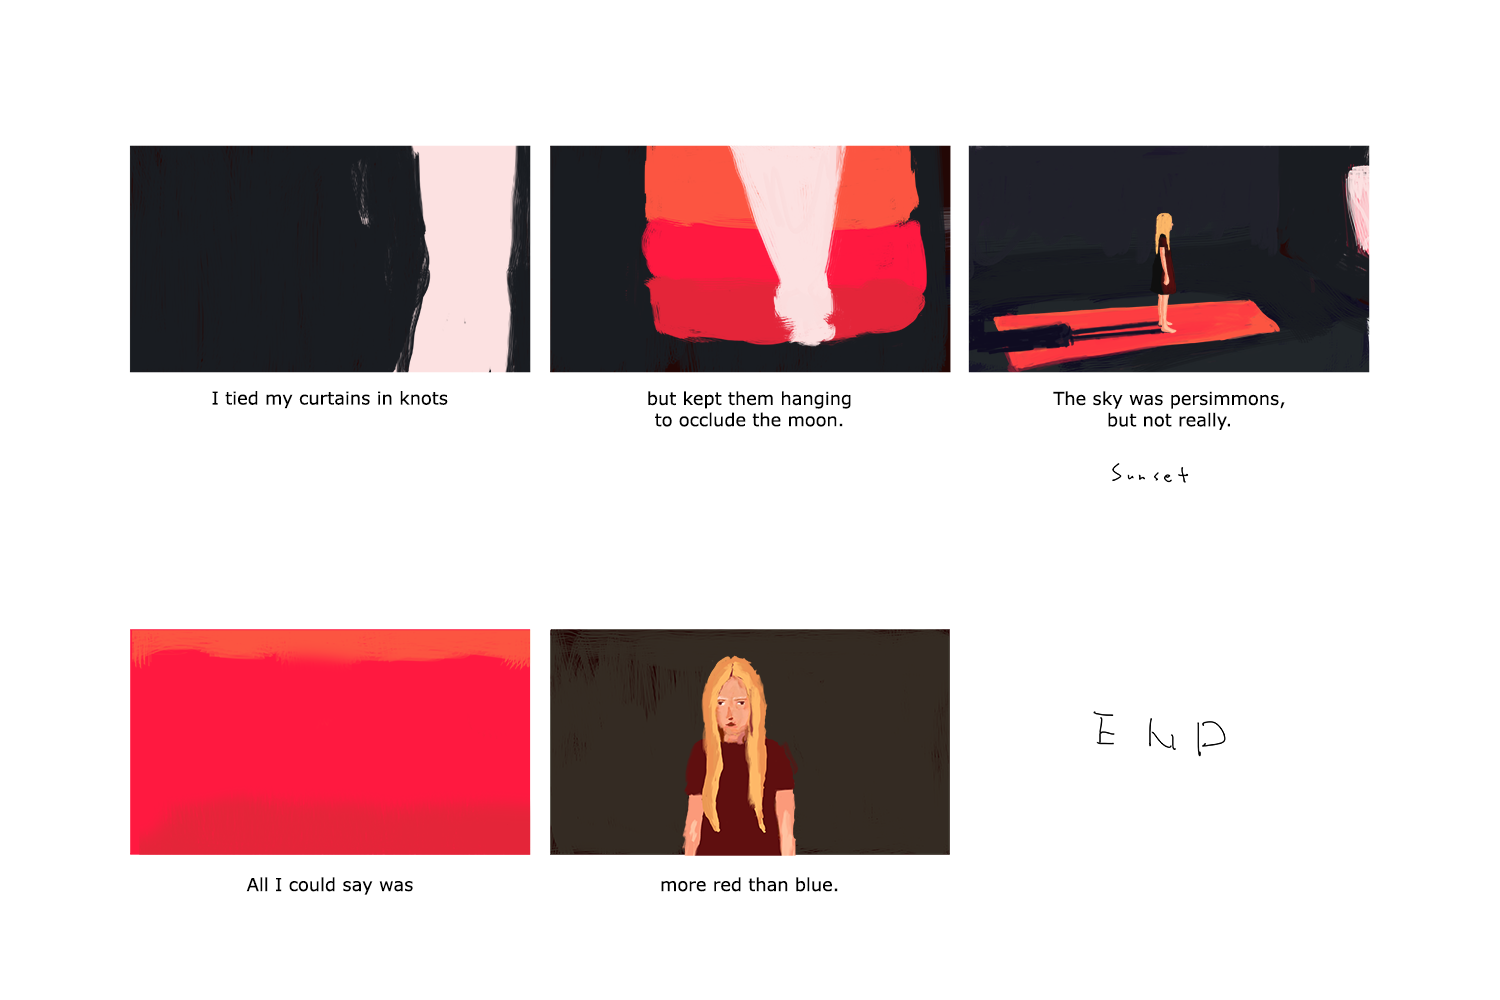 I tied my curtains in knots
but kept them hanging
to occlude the moon.
The sky was persimmons,
but not really.
Sunset
All I could say was
more red than blue.
END